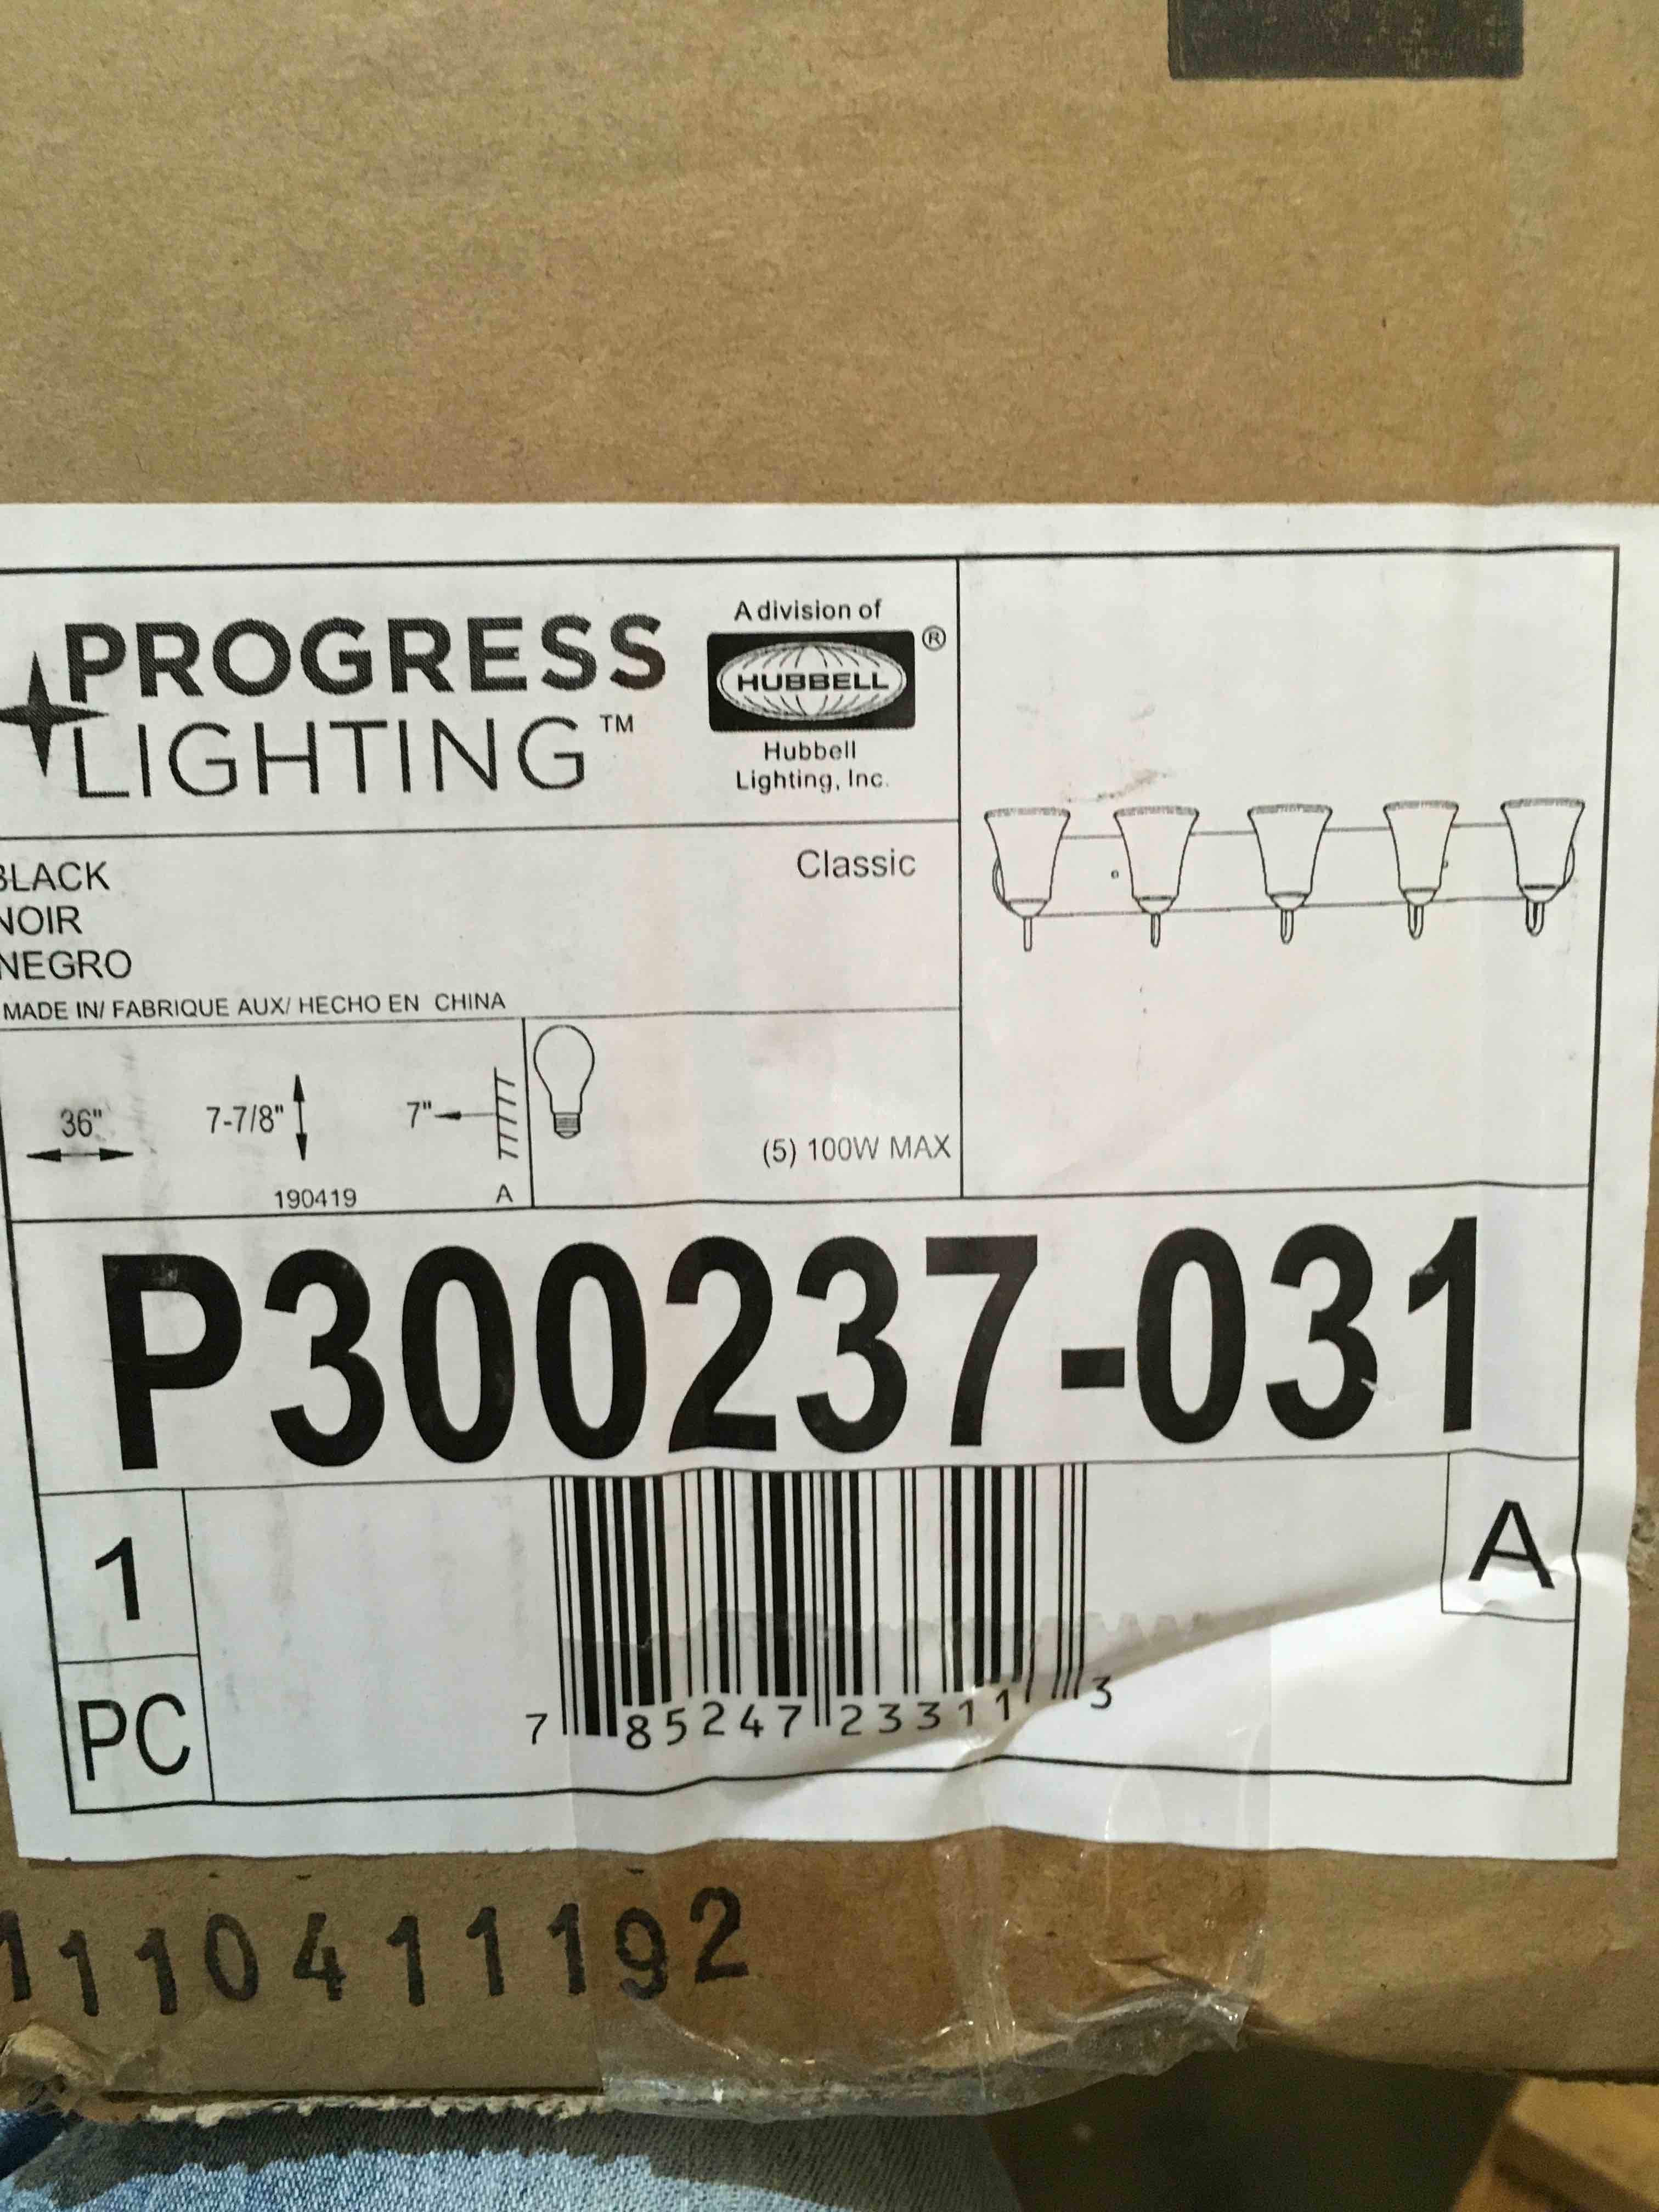 PROGRESS
LIGHTING™
A division of
HUBBELL®
Hubbell
Lighting, Inc.
BLACK
NOIR
NEGRO
Classic
MADE IN/ FABRIQUE AUX/ HECHO EN CHINA
36"
7-7/8"
7"
190419
A
(5) 100W MAX
P300237-031
1
PC
A
7 85247 23311 3
1110411192